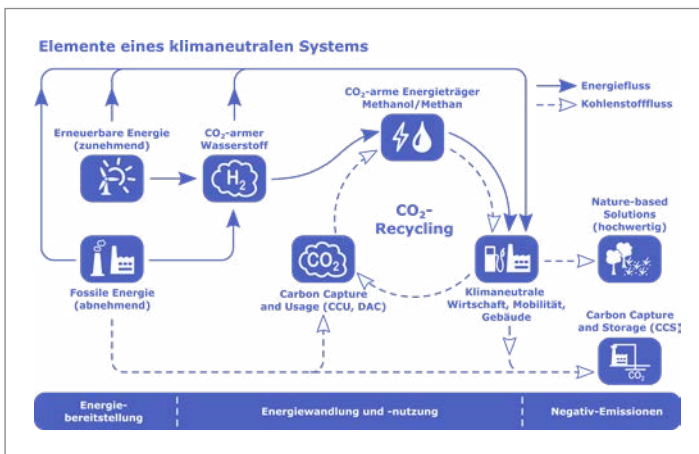 Elemente eines klimaneutralen Systems
CO₂-arme Energieträger
Methanol/Methan
Energiefluss
Kohlenstofffluss
Erneuerbare Energie
(zunehmend)
CO₂-armer
Wasserstoff
H₂
Nature-based
Solutions
(hochwertig)
CO₂-
Recycling
CO₂
Fossile Energie
(abnehmend)
Carbon Capture
and Usage (CCU, DAC)
Klimaneutrale
Wirtschaft, Mobilität,
Gebäude
Carbon Capture
and Storage (CCS)
CO₂
Energie-
bereitstellung
Energiewandlung und -nutzung
Negativ-Emissionen